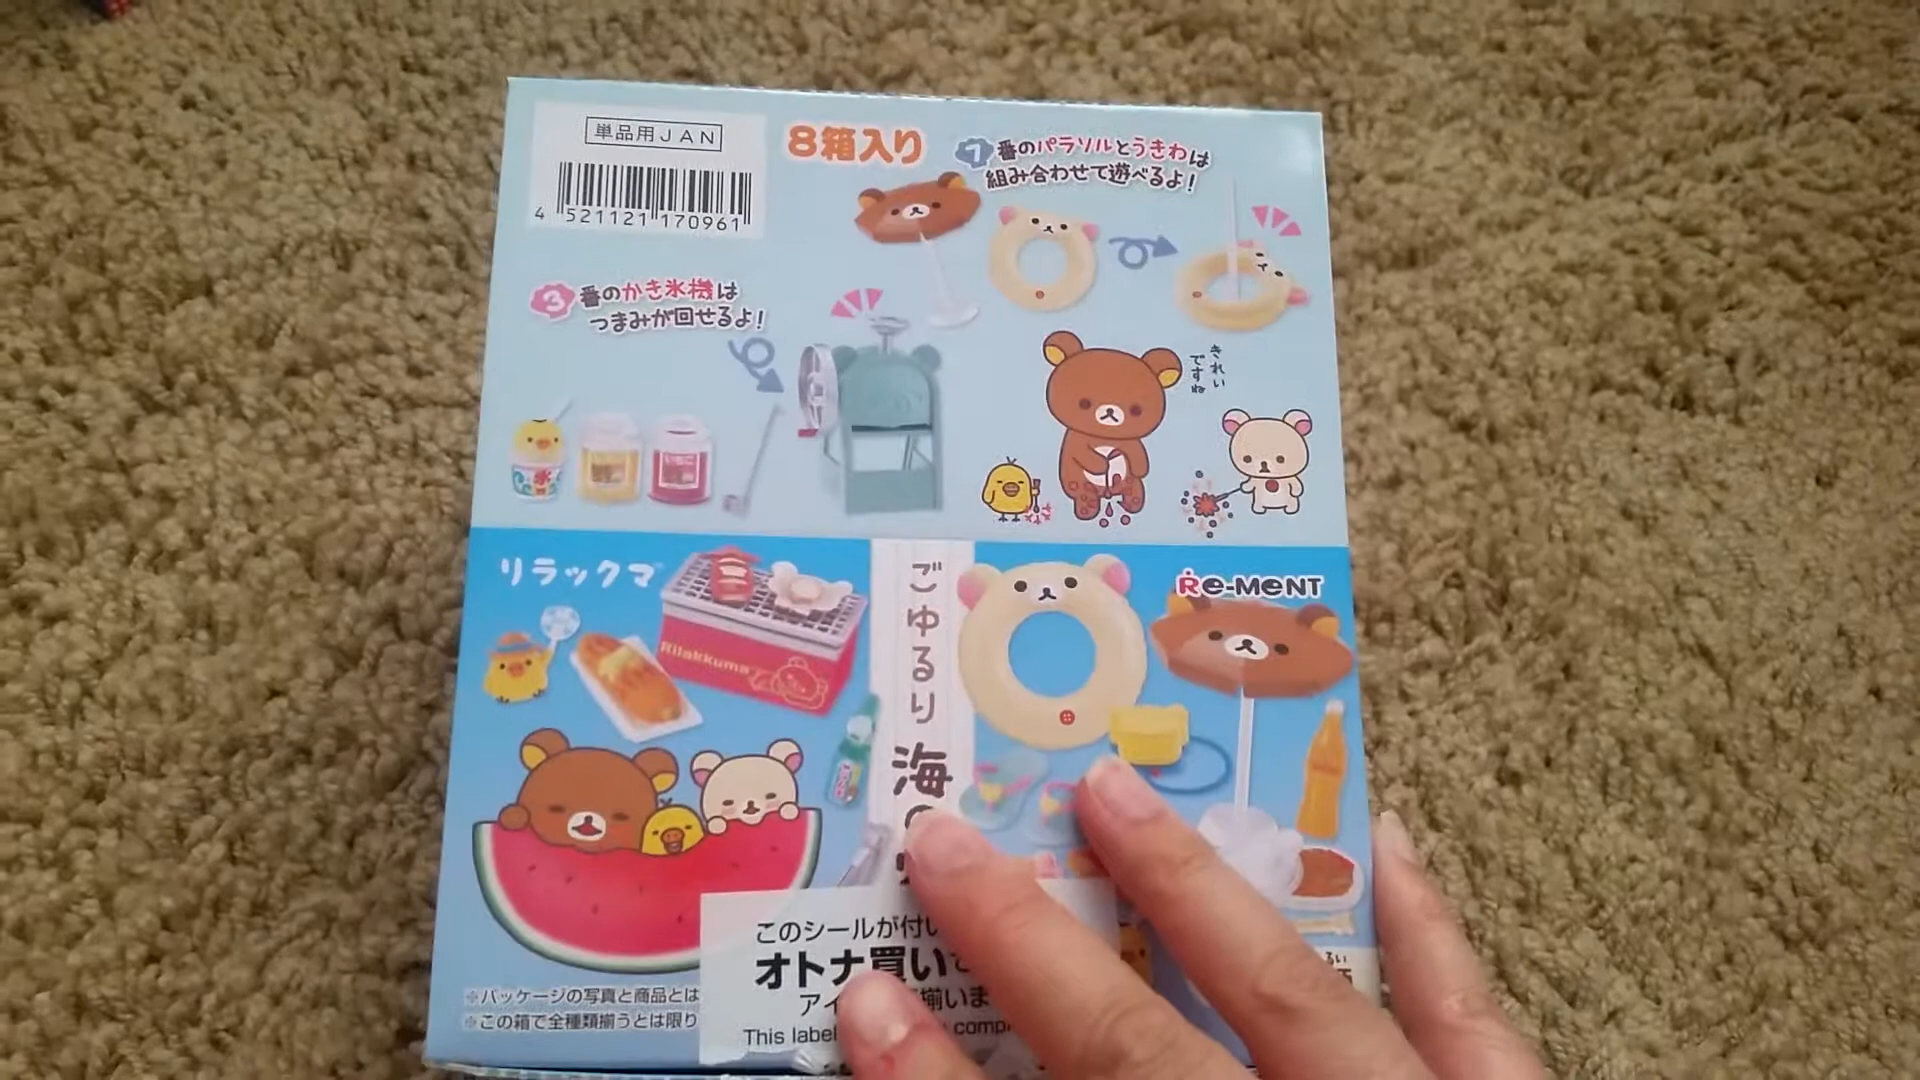 単品用JAN
4 521121 170961
8箱入り
7番のパラソルとうきわは
組み合わせて遊べるよ!
3番のかき氷機は
つまみが回せるよ!
きれい
ですね
氷
リラックマ
Re-MeNT
Rilakkuma
ごゆるり
海の
このシールが付い
オトナ買い
アイ
揃いま
This label
※パッケージの写真と商品とは
※この箱で全種類揃うとは限り